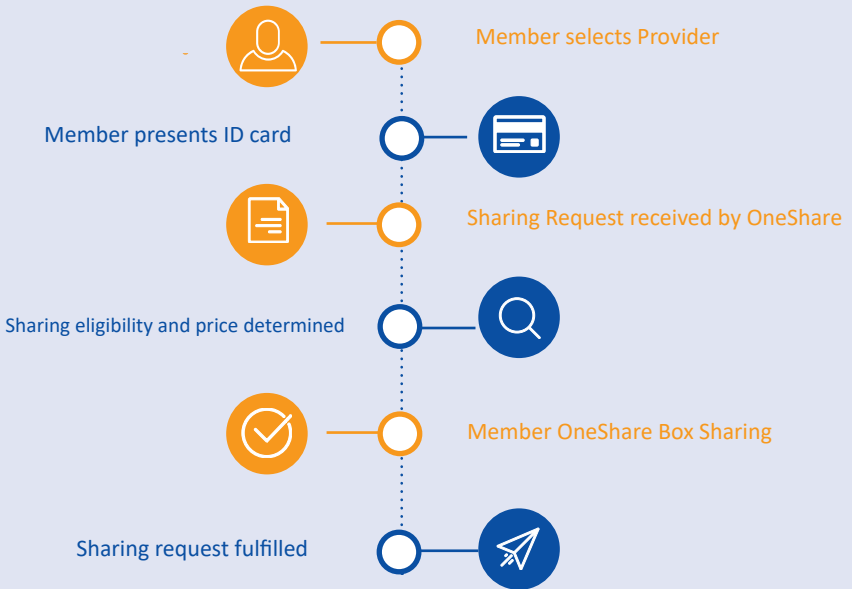 Member selects Provider
Member presents ID card
Sharing Request received by OneShare
Sharing eligibility and price determined
Member OneShare Box Sharing
Sharing request fulfilled